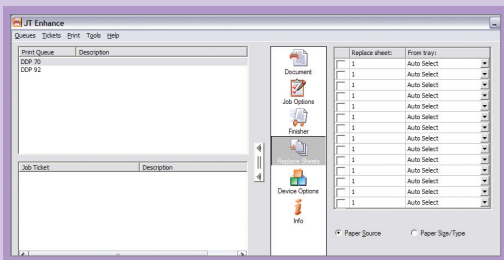 JT Enhance
Queues Tickets Print Tools Help
Print Queue Description
DDP 70
DDP 92
Job Ticket Description
Document
Job Options
Finisher
Replace Sheets
Device Options
Info
Replace sheet: From tray:
1 Auto Select
1 Auto Select
1 Auto Select
1 Auto Select
1 Auto Select
1 Auto Select
1 Auto Select
1 Auto Select
1 Auto Select
1 Auto Select
1 Auto Select
1 Auto Select
Paper Source Paper Size/Type